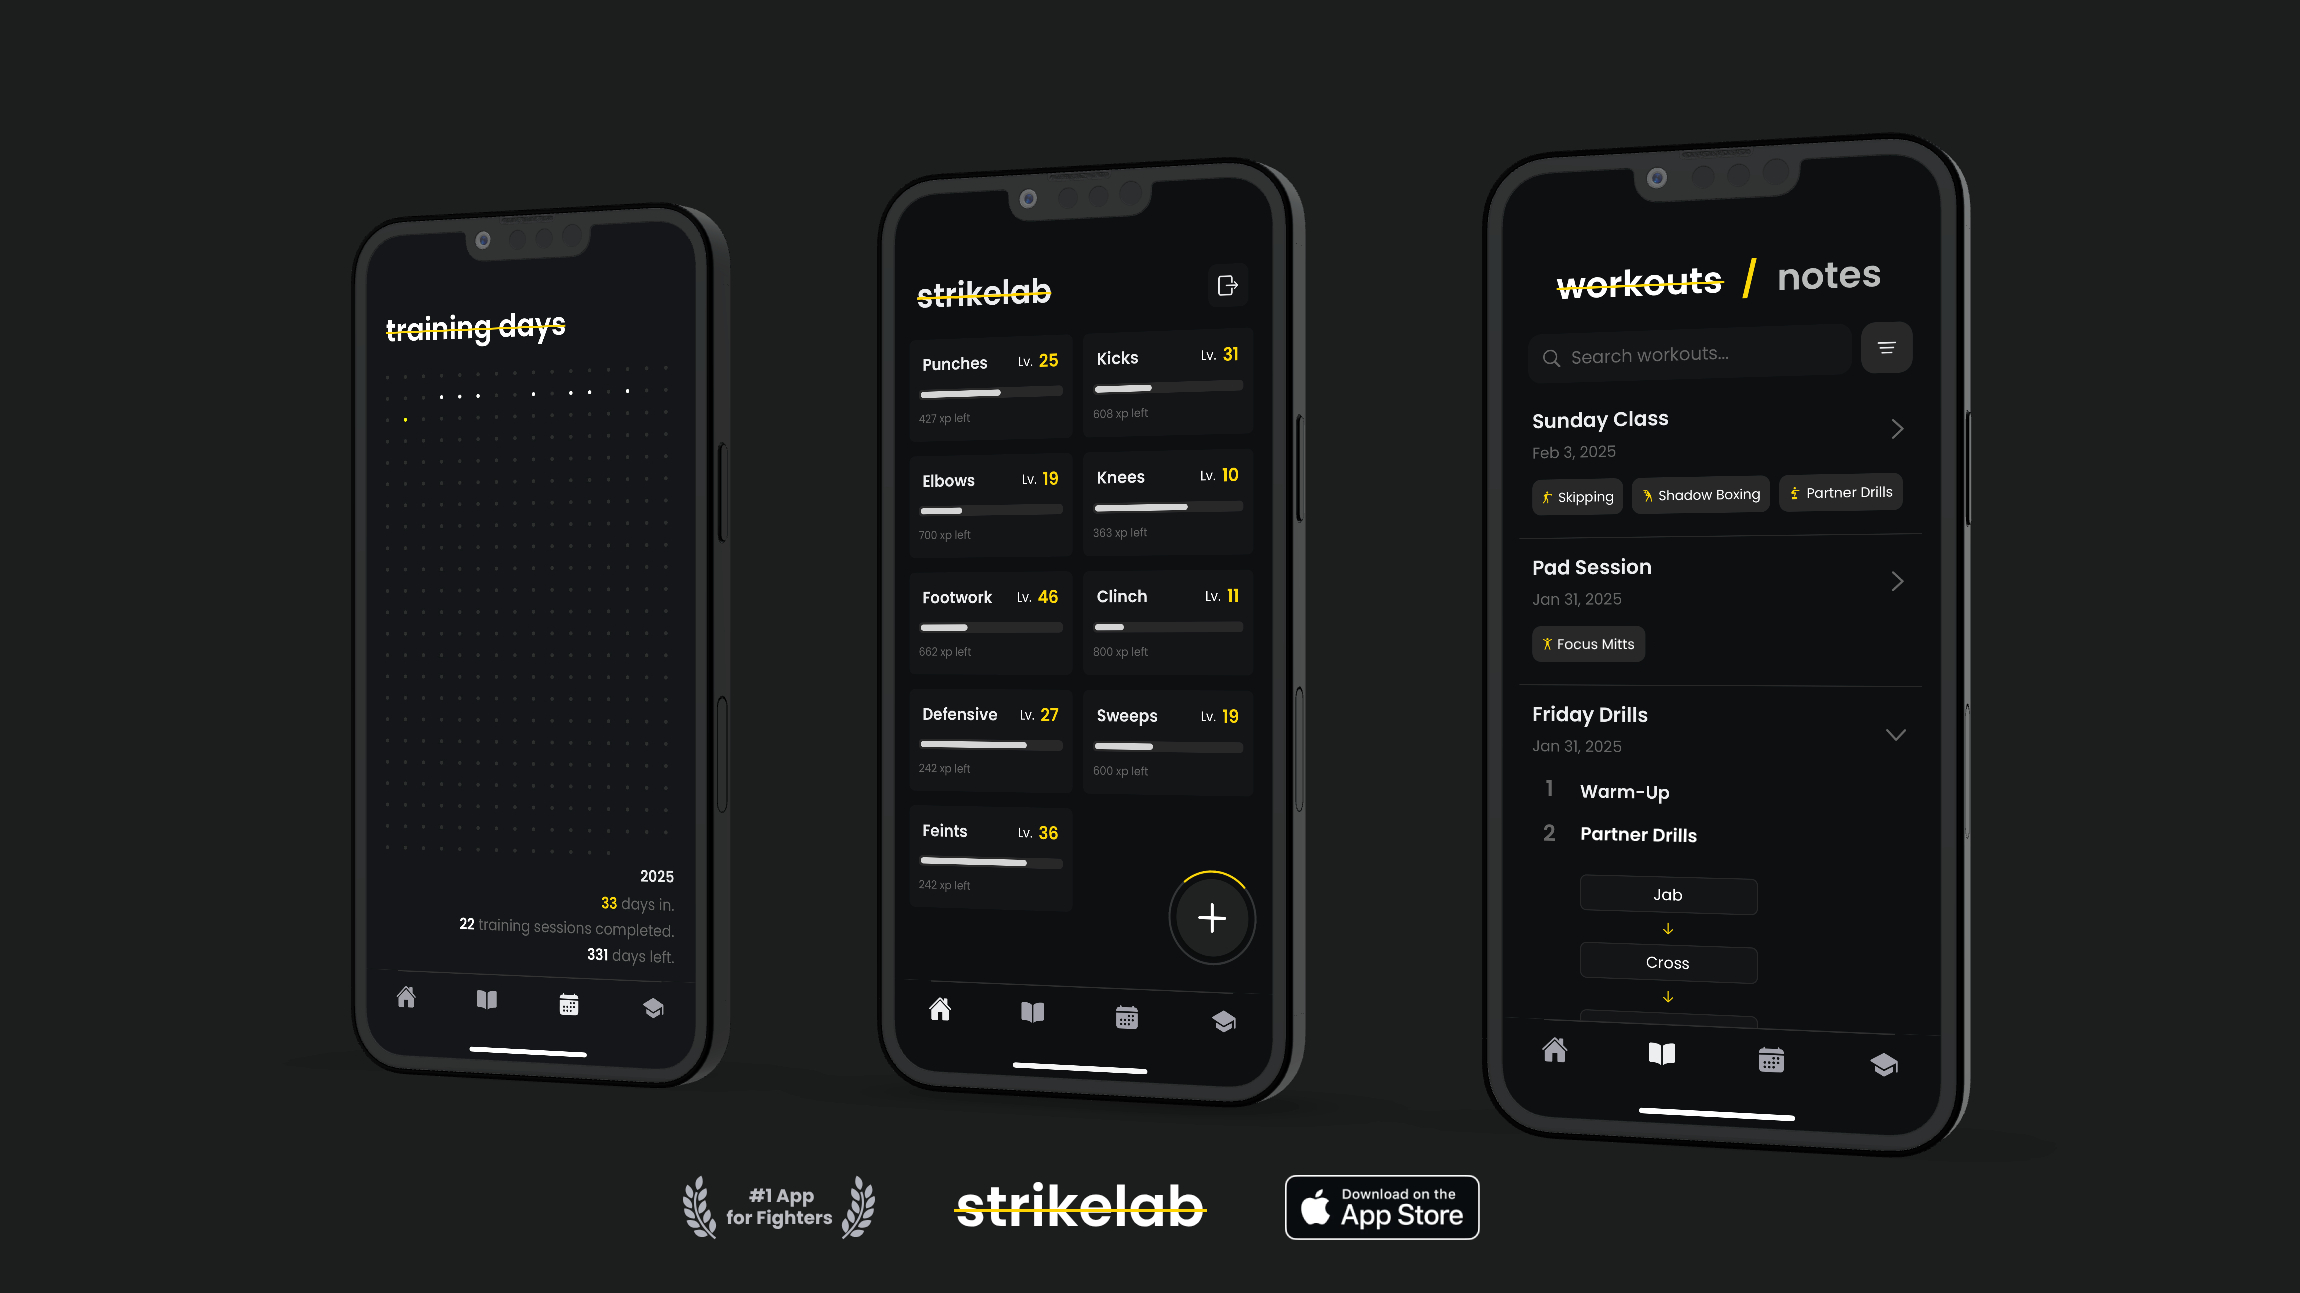 training days
2025
33 days in.
22 training sessions completed.
331 days left.
strikelab
Punches Lv. 25
427 xp left
Kicks Lv. 31
608 xp left
Elbows Lv. 19
700 xp left
Knees Lv. 10
363 xp left
Footwork Lv. 46
662 xp left
Clinch Lv. 11
800 xp left
Defensive Lv. 27
242 xp left
Sweeps Lv. 19
600 xp left
Feints Lv. 36
242 xp left
workouts / notes
Search workouts...
Sunday Class
Feb 3, 2025
Skipping Shadow Boxing Partner Drills
Pad Session
Jan 31, 2025
Focus Mitts
Friday Drills
Jan 31, 2025
1 Warm-Up
2 Partner Drills
Jab
Cross
#1 App
for Fighters
strikelab
Download on the
App Store